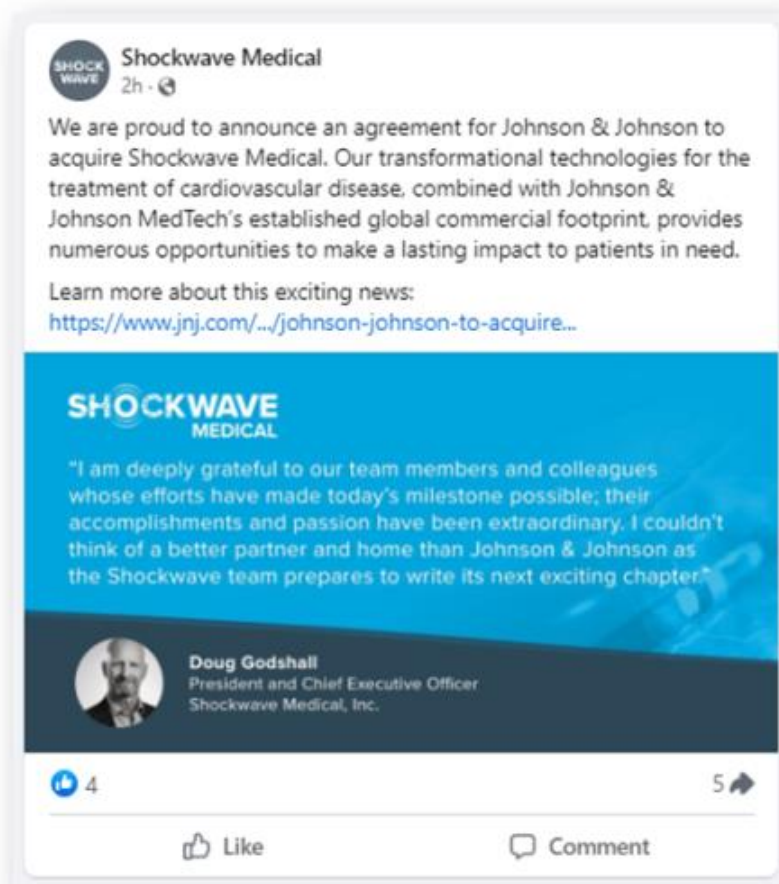 SHOCK
WAVE
Shockwave Medical
2h ·
We are proud to announce an agreement for Johnson & Johnson to
acquire Shockwave Medical. Our transformational technologies for the
treatment of cardiovascular disease, combined with Johnson &
Johnson MedTech's established global commercial footprint, provides
numerous opportunities to make a lasting impact to patients in need.
Learn more about this exciting news:
https://www.jnj.com/.../johnson-johnson-to-acquire...
SHOCKWAVE
MEDICAL
"I am deeply grateful to our team members and colleagues
whose efforts have made today's milestone possible; their
accomplishments and passion have been extraordinary. I couldn't
think of a better partner and home than Johnson & Johnson as
the Shockwave team prepares to write its next exciting chapter."
Doug Godshall
President and Chief Executive Officer
Shockwave Medical, Inc.
4
5
Like
Comment